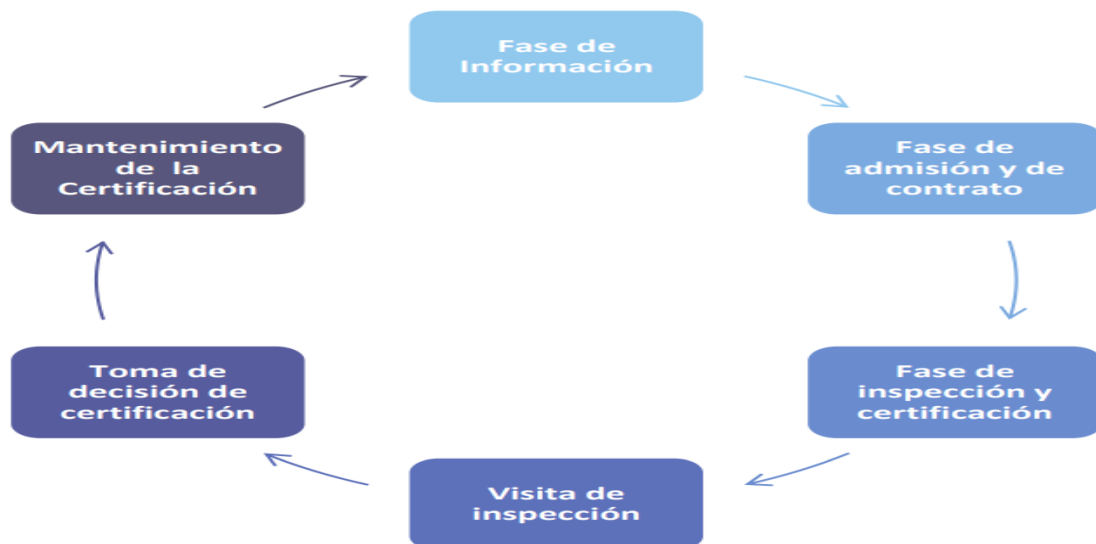 Fase de
Información
Fase de
admisión y de
contrato
Fase de
inspección y
certificación
Visita de
inspección
Toma de
decisión de
certificación
Mantenimiento
de  la
Certificación